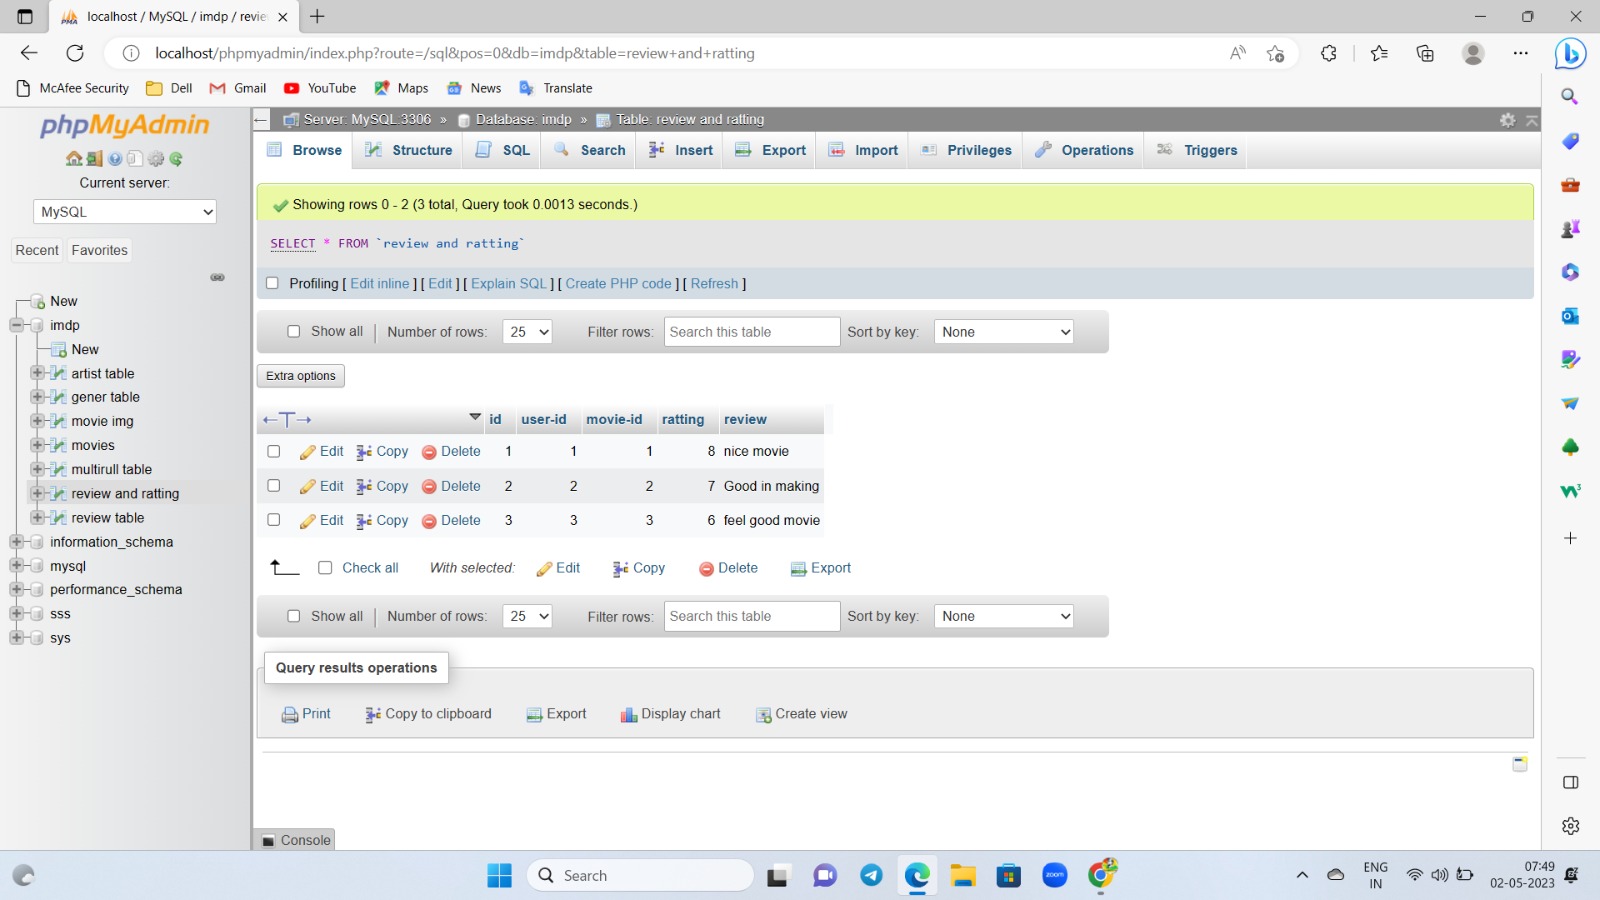 localhost / MySQL / imdp / revie
localhost/phpmyadmin/index.php?route=/sql&pos=0&db=imdp&table=review+and+ratting
McAfee Security Dell Gmail YouTube Maps News Translate
phpMyAdmin
Current server:
MySQL
Recent Favorites
New
imdp
New
artist table
gener table
movie img
movies
multirull table
review and ratting
review table
information_schema
mysql
performance_schema
sss
sys
Server: MySQL:3306 » Database: imdp » Table: review and ratting
Browse Structure SQL Search Insert Export Import Privileges Operations Triggers
Showing rows 0 - 2 (3 total, Query took 0.0013 seconds.)
SELECT * FROM `review and ratting`
Profiling [ Edit inline ] [ Edit ] [ Explain SQL ] [ Create PHP code ] [ Refresh ]
Show all Number of rows: 25 Filter rows: Search this table Sort by key: None
Extra options
←T→ id user-id movie-id ratting review
Edit Copy Delete 1 1 1 8 nice movie
Edit Copy Delete 2 2 2 7 Good in making
Edit Copy Delete 3 3 3 6 feel good movie
Check all With selected: Edit Copy Delete Export
Show all Number of rows: 25 Filter rows: Search this table Sort by key: None
Query results operations
Print Copy to clipboard Export Display chart Create view
Console
Search
zoom
ENG
IN
07:49
02-05-2023